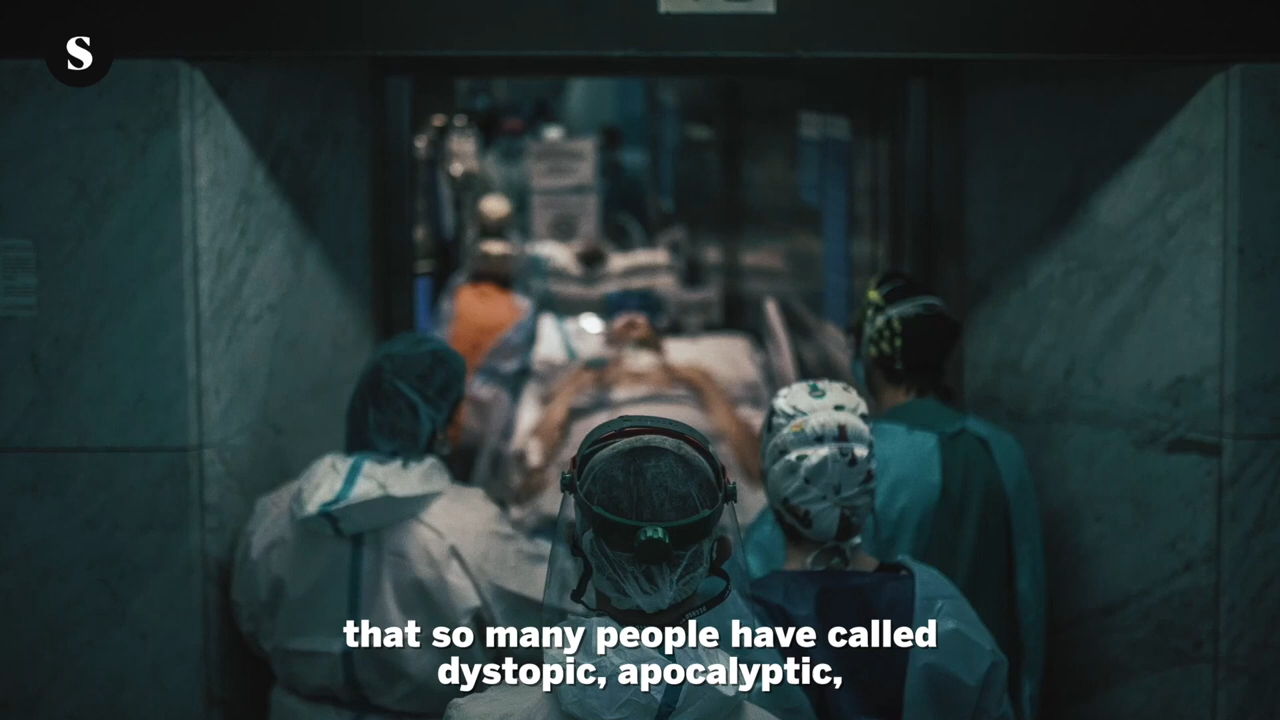 S
that so many people have called
dystopic, apocalyptic,